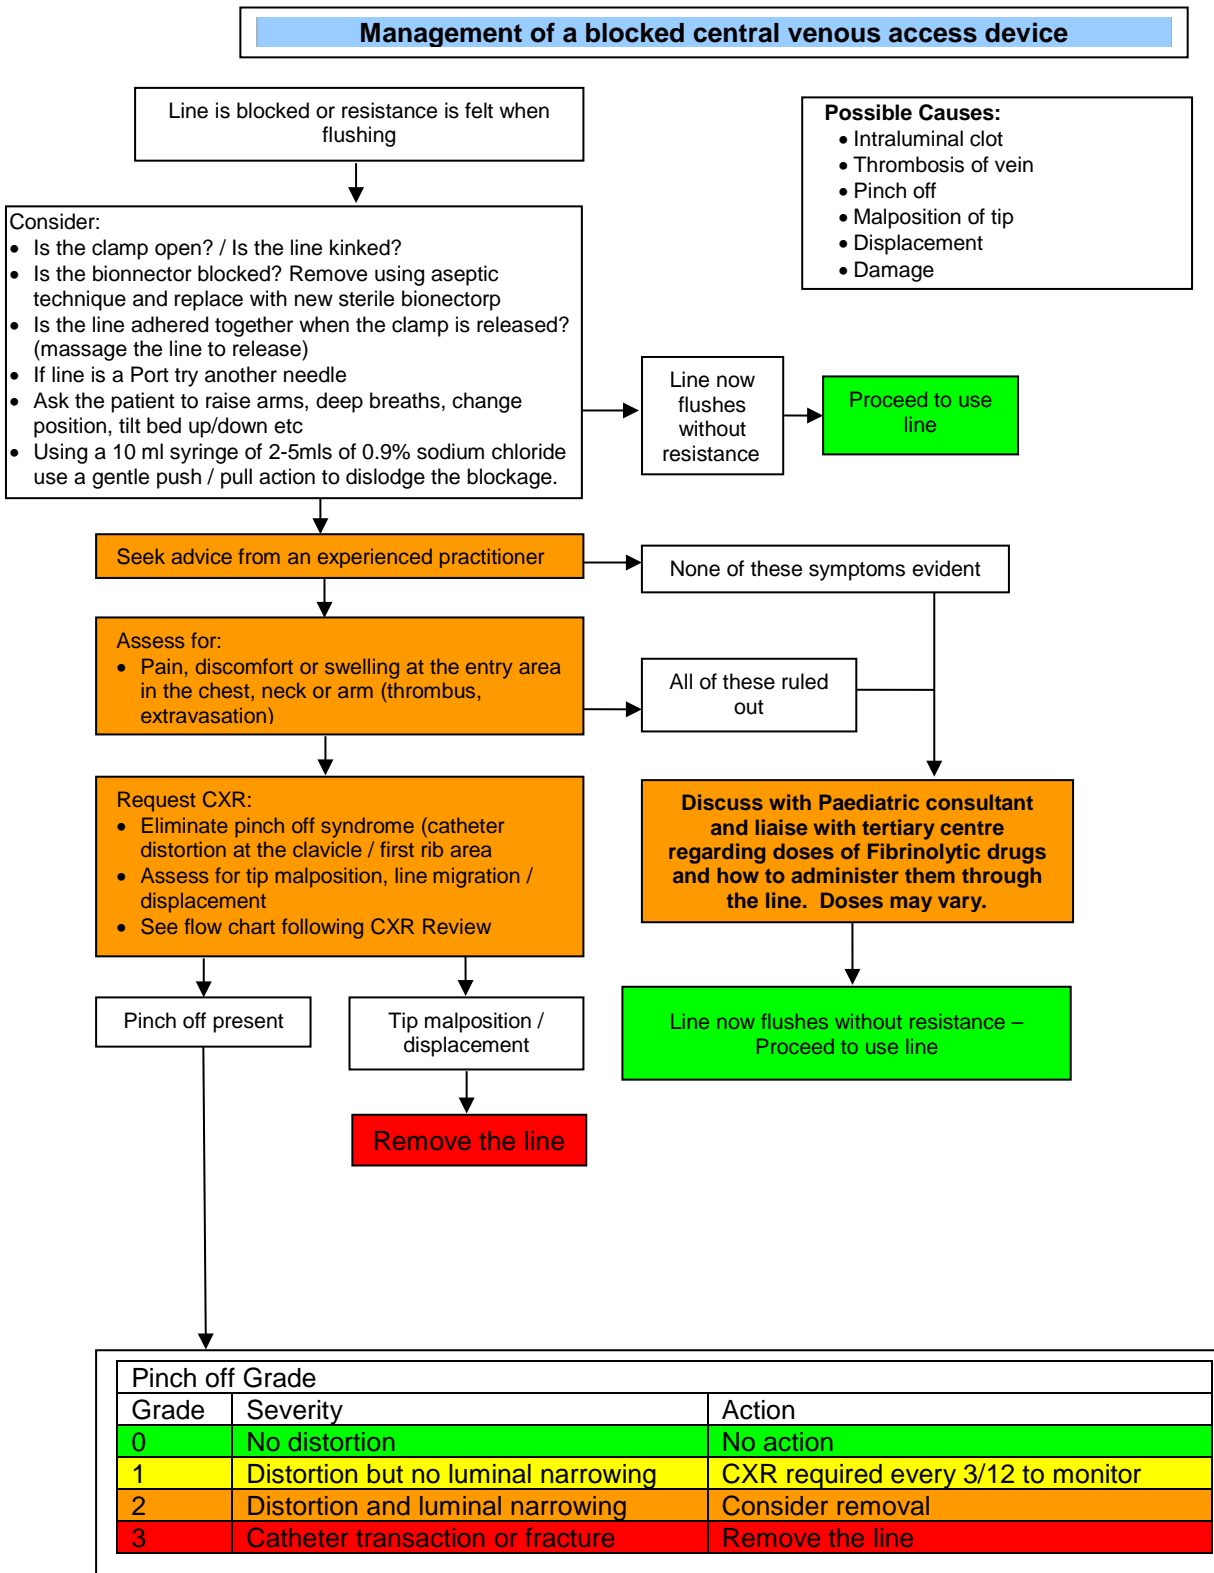 Management of a blocked central venous access device
Line is blocked or resistance is felt when
flushing
Possible Causes:
• Intraluminal clot
• Thrombosis of vein
• Pinch off
• Malposition of tip
• Displacement
• Damage
Consider:
• Is the clamp open? / Is the line kinked?
• Is the bionnector blocked? Remove using aseptic
technique and replace with new sterile bionectorp
• Is the line adhered together when the clamp is released?
(massage the line to release)
• If line is a Port try another needle
• Ask the patient to raise arms, deep breaths, change
position, tilt bed up/down etc
• Using a 10 ml syringe of 2-5mls of 0.9% sodium chloride
use a gentle push / pull action to dislodge the blockage.
Line now
flushes
without
resistance
Proceed to use
line
Seek advice from an experienced practitioner
None of these symptoms evident
Assess for:
• Pain, discomfort or swelling at the entry area
in the chest, neck or arm (thrombus,
extravasation)
All of these ruled
out
Request CXR:
• Eliminate pinch off syndrome (catheter
distortion at the clavicle / first rib area
• Assess for tip malposition, line migration /
displacement
• See flow chart following CXR Review
Discuss with Paediatric consultant
and liaise with tertiary centre
regarding doses of Fibrinolytic drugs
and how to administer them through
the line. Doses may vary.
Pinch off present
Tip malposition /
displacement
Line now flushes without resistance –
Proceed to use line
Remove the line
Pinch off Grade
Grade Severity Action
0 No distortion No action
1 Distortion but no luminal narrowing CXR required every 3/12 to monitor
2 Distortion and luminal narrowing Consider removal
3 Catheter transaction or fracture Remove the line